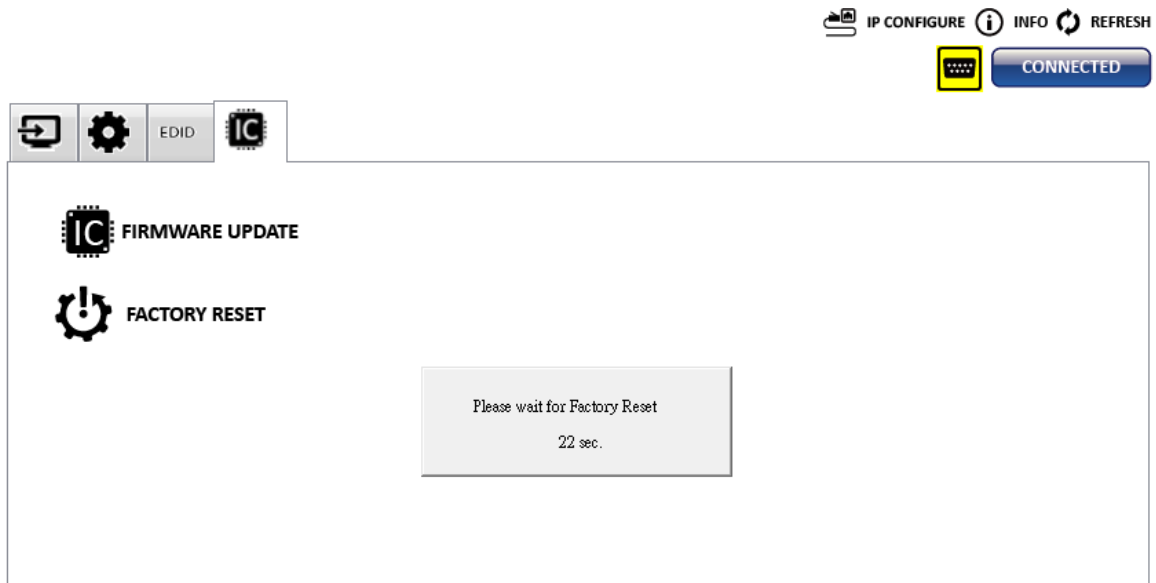 IP CONFIGURE INFO REFRESH
CONNECTED
EDID IC
IC FIRMWARE UPDATE
FACTORY RESET
Please wait for Factory Reset
22 sec.